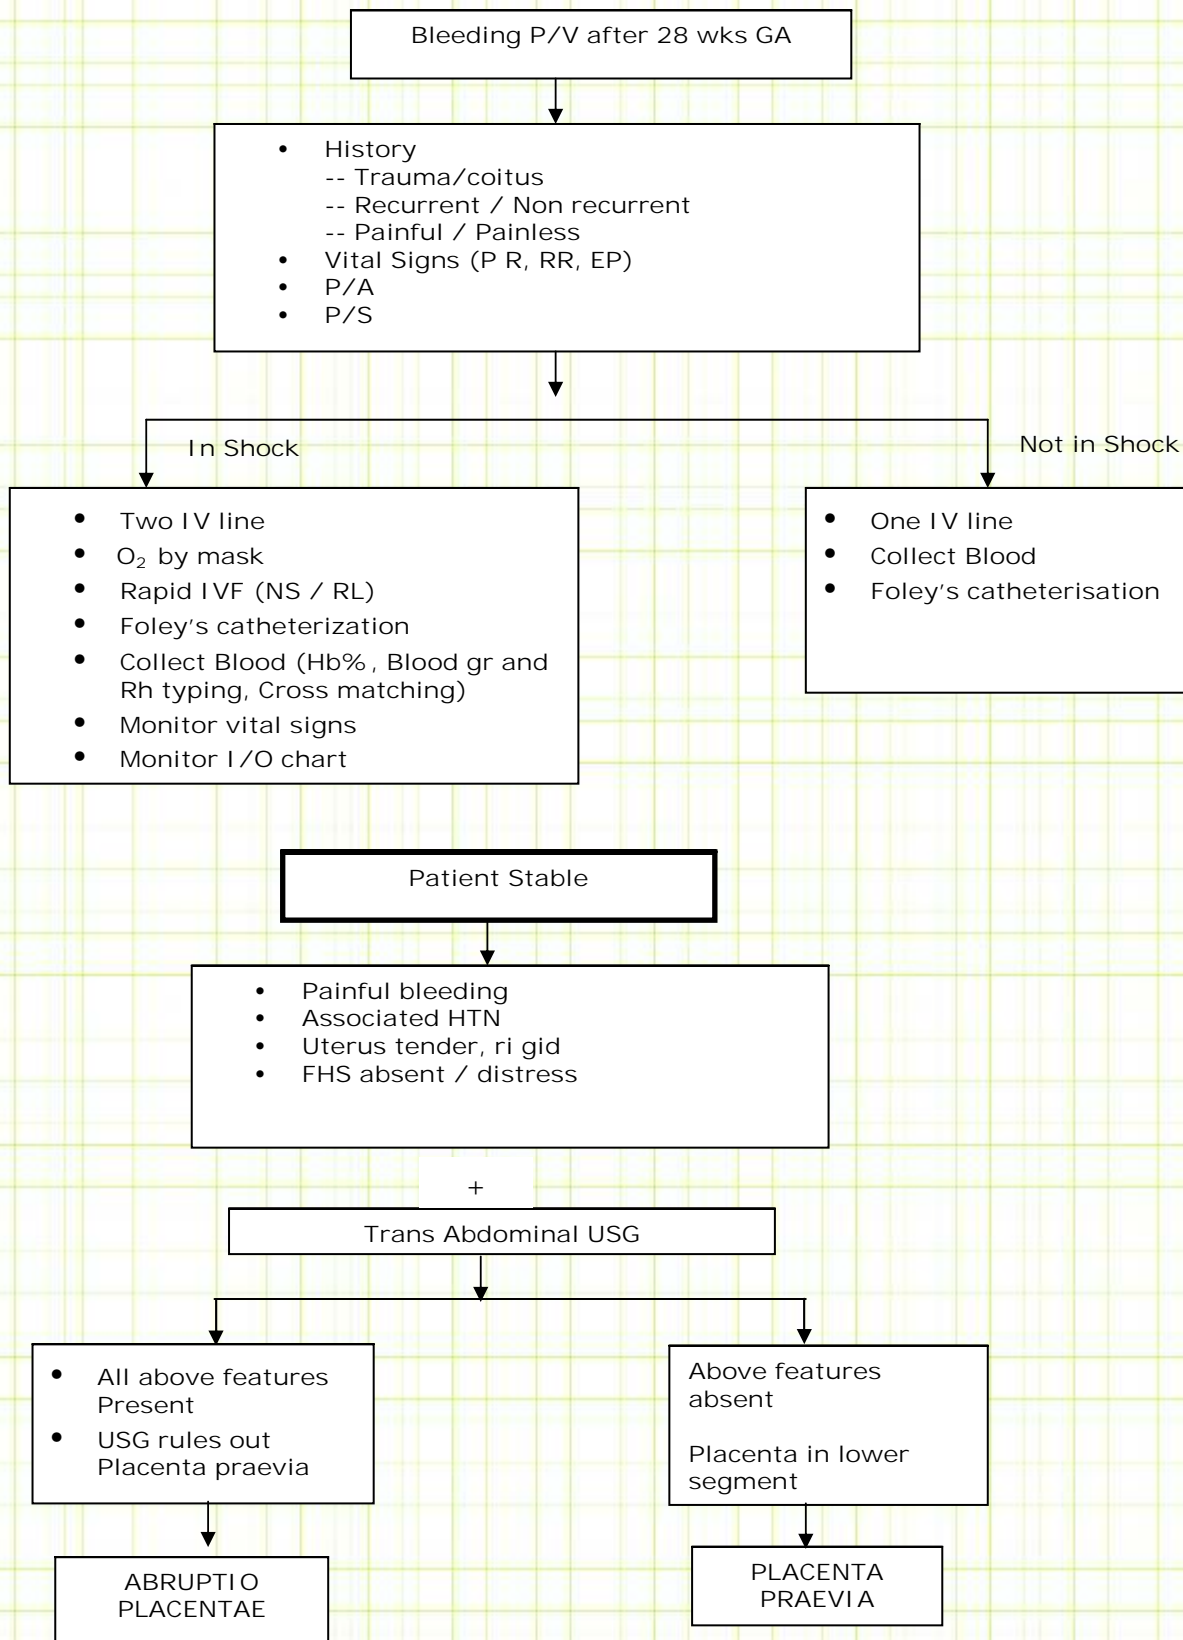 Bleeding P/V after 28 wks GA
• History
-- Trauma/coitus
-- Recurrent / Non recurrent
-- Painful / Painless
• Vital Signs (P R, RR, EP)
• P/A
• P/S
In Shock
Not in Shock
• Two IV line
• O₂ by mask
• Rapid IVF (NS / RL)
• Foley's catheterization
• Collect Blood (Hb%, Blood gr and
Rh typing, Cross matching)
• Monitor vital signs
• Monitor I/O chart
• One IV line
• Collect Blood
• Foley's catheterisation
Patient Stable
• Painful bleeding
• Associated HTN
• Uterus tender, ri gid
• FHS absent / distress
+
Trans Abdominal USG
• All above features
Present
• USG rules out
Placenta praevia
Above features
absent
Placenta in lower
segment
ABRUPTIO
PLACENTAE
PLACENTA
PRAEVIA